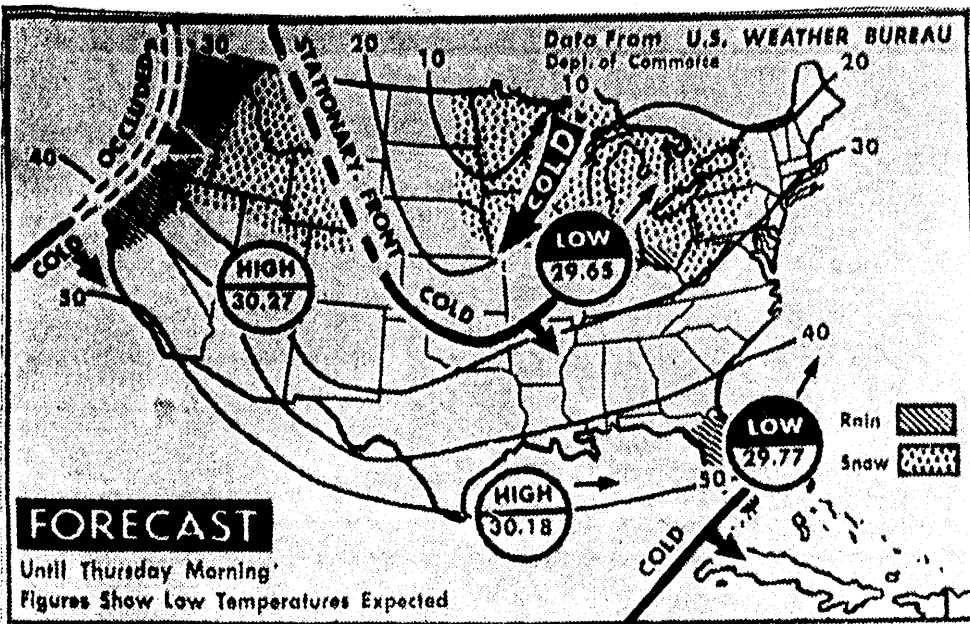 Data From U.S. WEATHER BUREAU
Dept. of Commerce
OCCLUDED
30
STATIONARY FRONT
20
10
10
20
40
COLD
30
COLD
50
HIGH
30.27
LOW
29.65
COLD
40
LOW
29.77
Rain
Snow
50
HIGH
30.18
COLD
FORECAST
Until Thursday Morning
Figures Show Low Temperatures Expected